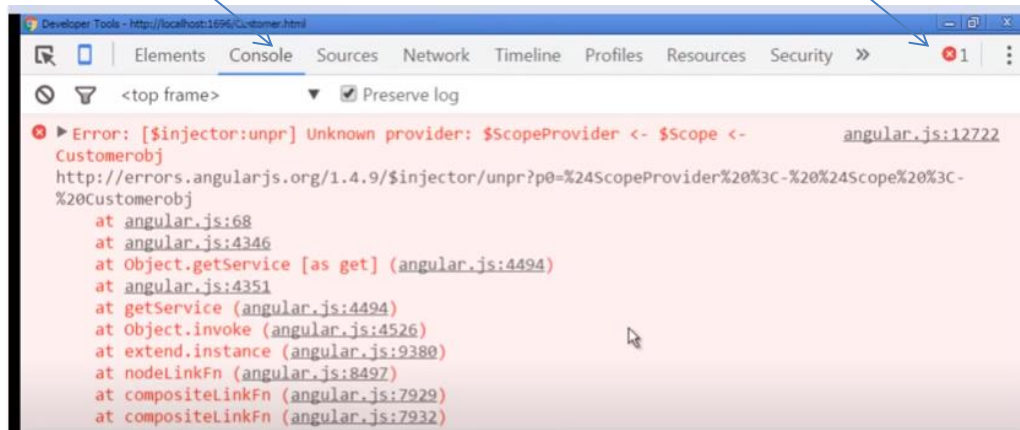 Developer Tools - http://localhost:1696/Customer.html
Elements Console Sources Network Timeline Profiles Resources Security » 1
<top frame> ▼ Preserve log
Error: [$injector:unpr] Unknown provider: $ScopeProvider <- $Scope <- angular.js:12722
Customerobj
http://errors.angularjs.org/1.4.9/$injector/unpr?p0=%24ScopeProvider%20%3C-%20%24Scope%20%3C-
%20Customerobj
at angular.js:68
at angular.js:4346
at Object.getService [as get] (angular.js:4494)
at angular.js:4351
at getService (angular.js:4494)
at Object.invoke (angular.js:4526)
at extend.instance (angular.js:9380)
at nodeLinkFn (angular.js:8497)
at compositeLinkFn (angular.js:7929)
at compositeLinkFn (angular.js:7932)